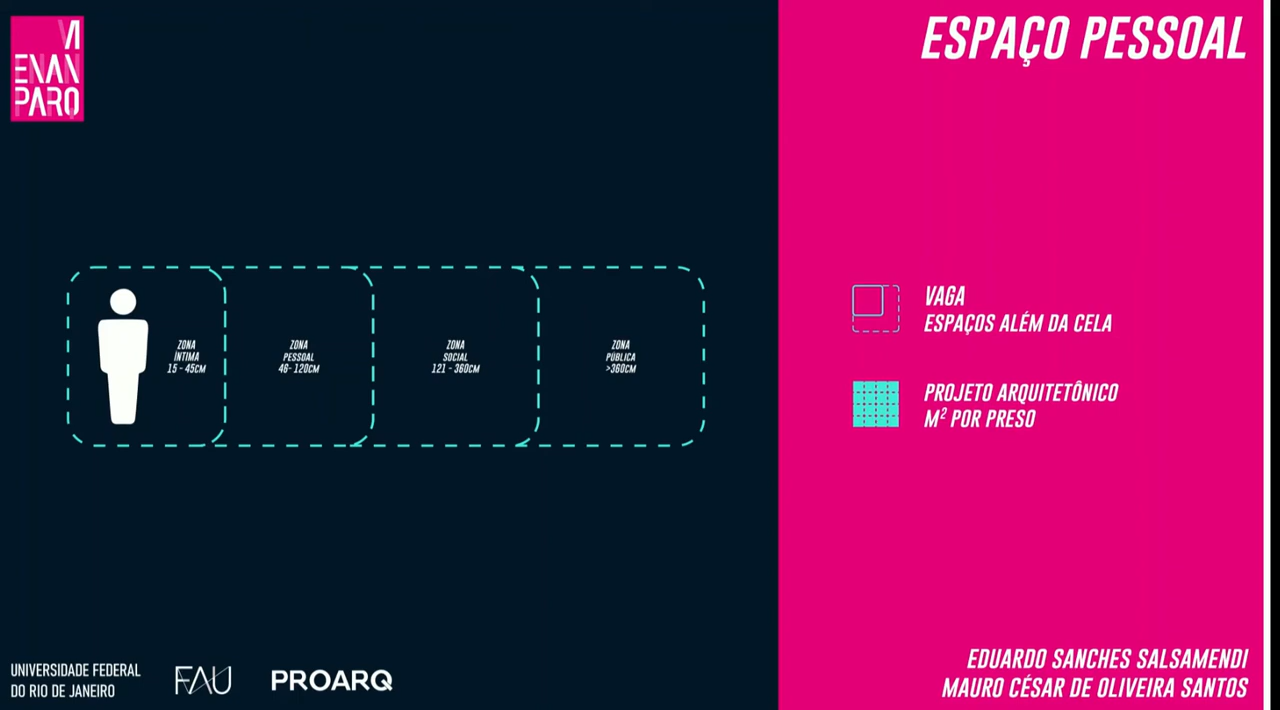 VI
ENAN
PARQ
ESPAÇO PESSOAL
ZONA
ÍNTIMA
15 - 45CM
ZONA
PESSOAL
46- 120CM
ZONA
SOCIAL
121 - 360CM
ZONA
PÚBLICA
>360CM
VAGA
ESPAÇOS ALÉM DA CELA
PROJETO ARQUITETÔNICO
M² POR PRESO
UNIVERSIDADE FEDERAL
DO RIO DE JANEIRO
FAU
PROARQ
EDUARDO SANCHES SALSAMENDI
MAURO CÉSAR DE OLIVEIRA SANTOS